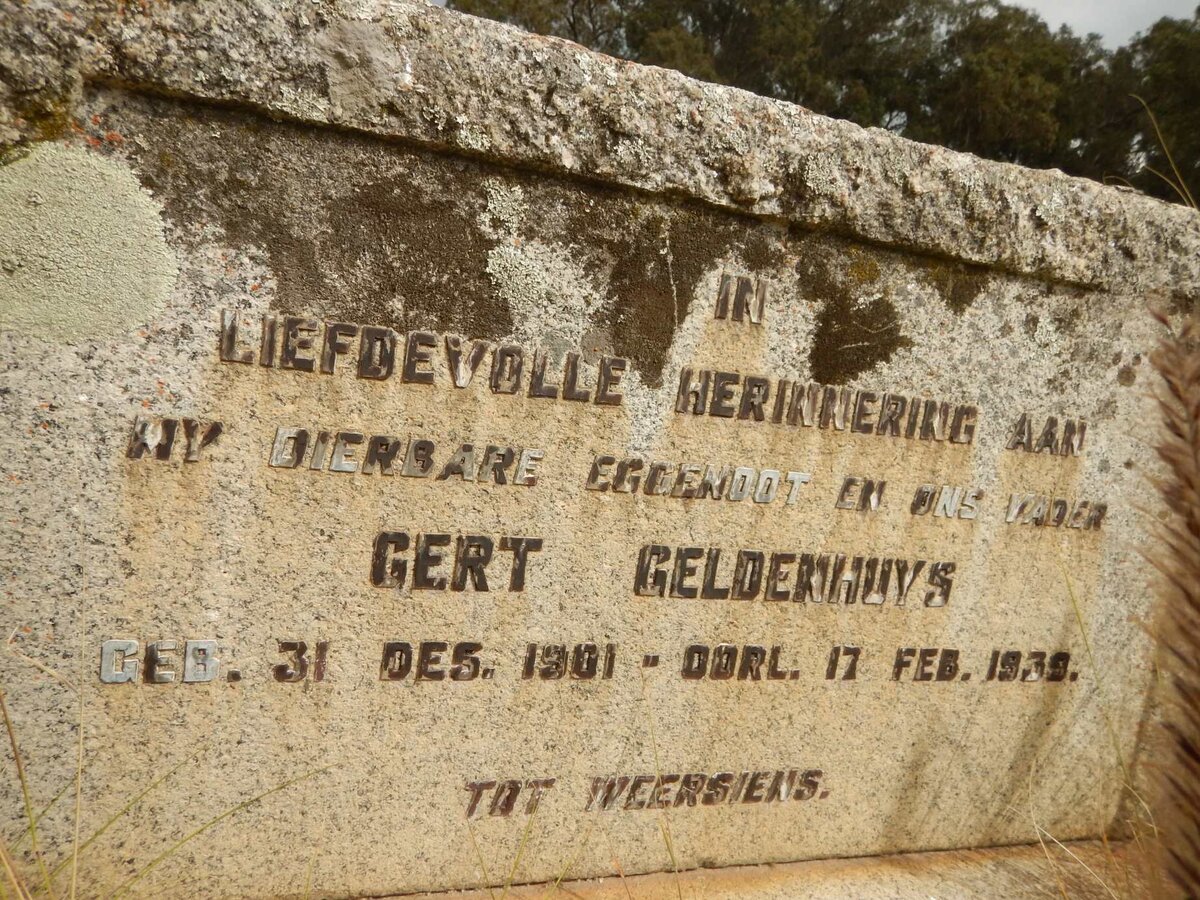 IN
LIEFDEVOLLE HERINNERING AAN
MY DIERBARE EGGENOOT EN ONS VADER
GERT GELDENHUYS
GEB. 31 DES. 1901 - OORL. 17 FEB. 1939.
TOT WEERSIENS.